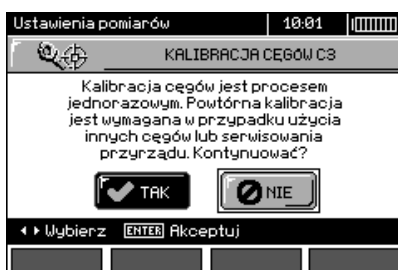 Ustawienia pomiarów 10:01
KALIBRACJA CĘGÓW C3
Kalibracja cęgów jest procesem
jednorazowym. Powtórna kalibracja
jest wymagana w przypadku użycia
innych cęgów lub serwisowania
przyrządu. Kontynuować?
TAK NIE
Wybierz ENTER Akceptuj